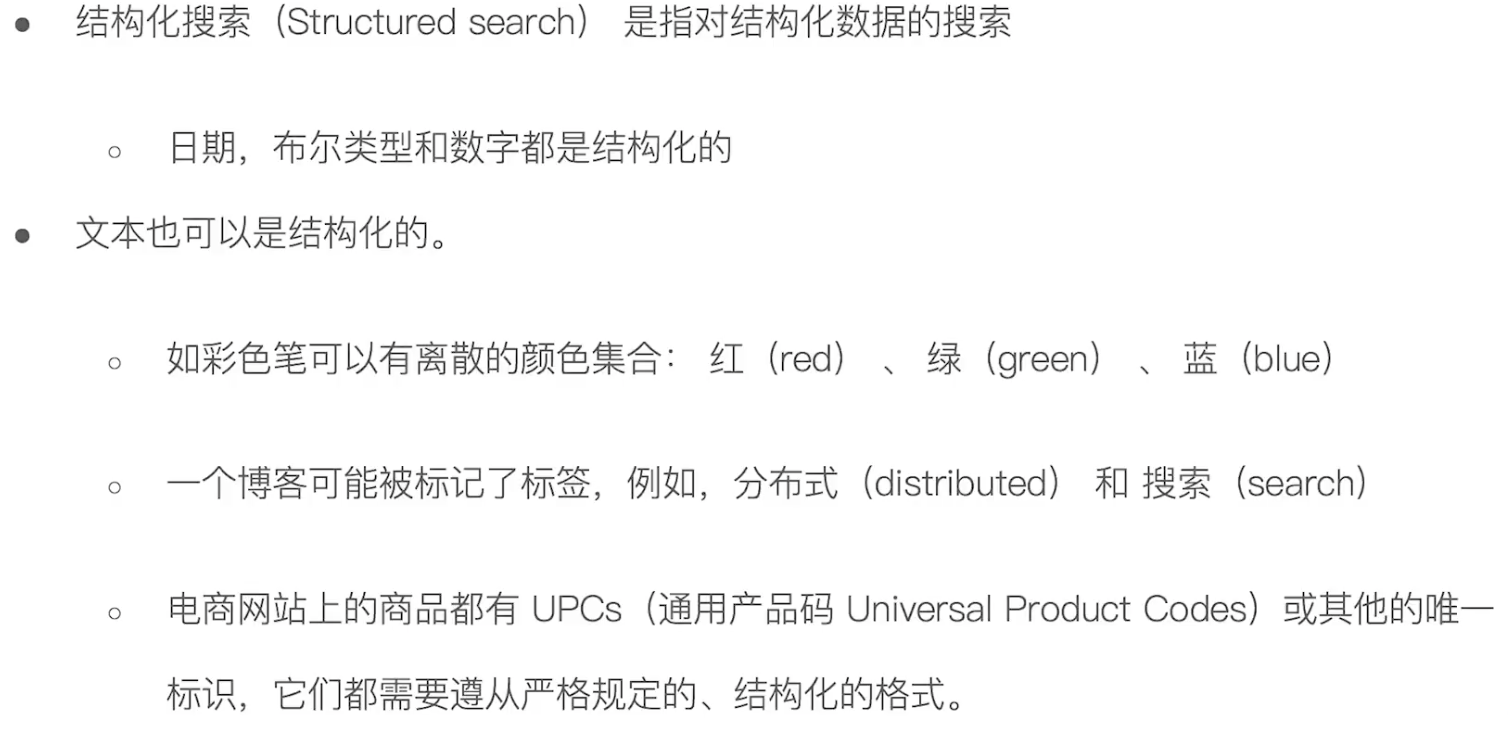 ● 结构化搜索（Structured search） 是指对结构化数据的搜索
○ 日期，布尔类型和数字都是结构化的
● 文本也可以是结构化的。
○ 如彩色笔可以有离散的颜色集合： 红（red） 、 绿（green） 、 蓝（blue）
○ 一个博客可能被标记了标签，例如，分布式（distributed） 和 搜索（search）
○ 电商网站上的商品都有 UPCs（通用产品码 Universal Product Codes）或其他的唯一
标识，它们都需要遵从严格规定的、结构化的格式。